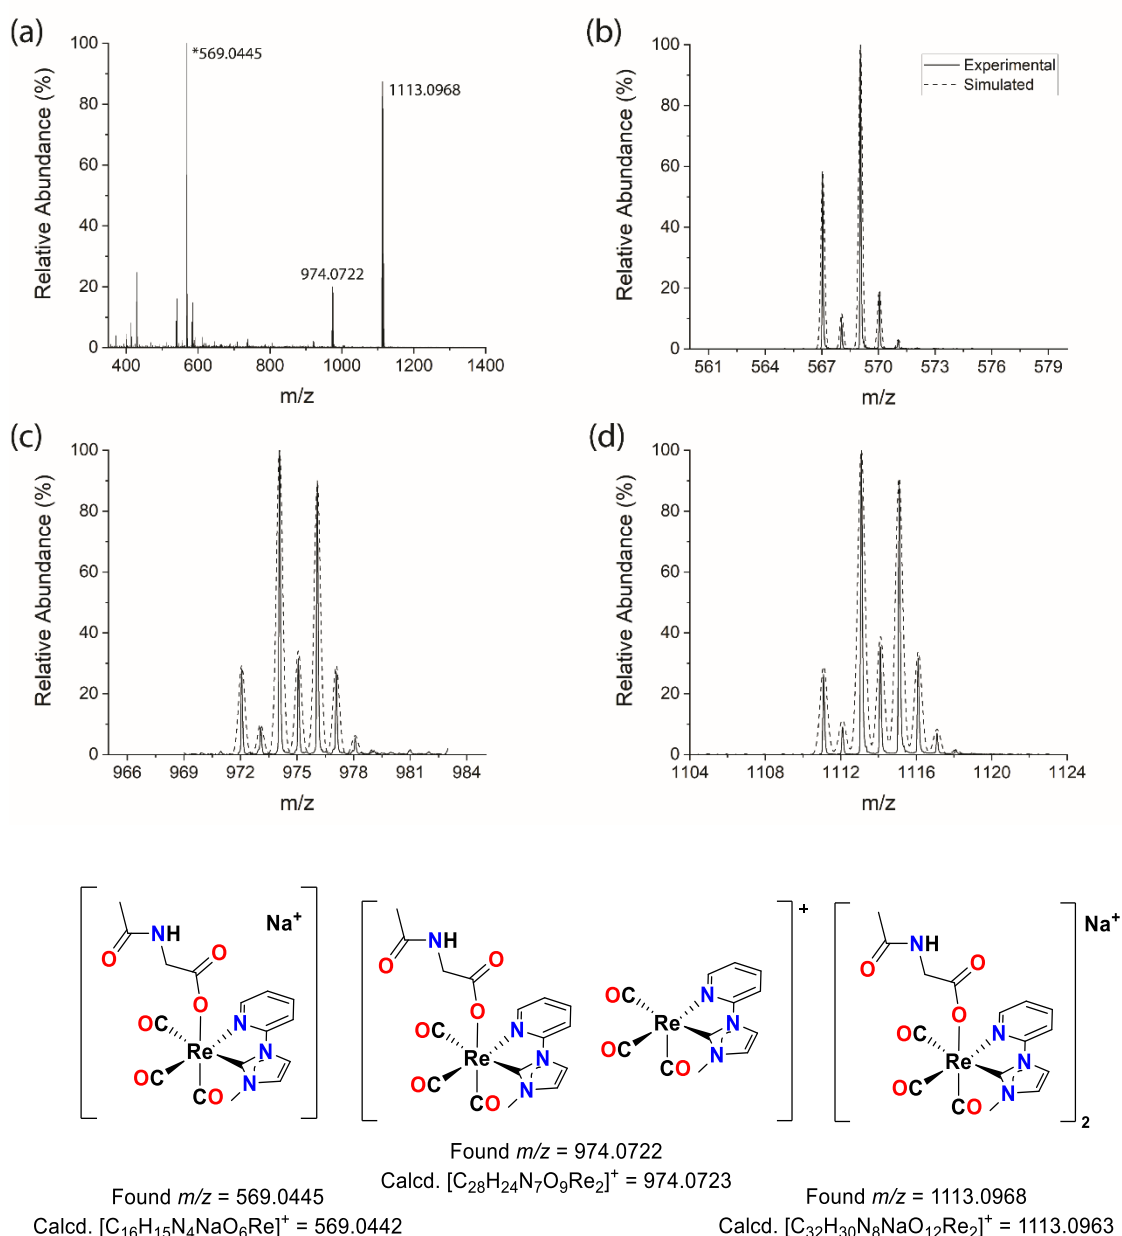 (a)
Relative Abundance (%)
100
80
60
40
20
0
*569.0445
1113.0968
974.0722
400 600 800 1000 1200 1400
m/z
(b)
Relative Abundance (%)
100
80
60
40
20
0
Experimental
Simulated
561 564 567 570 573 576 579
m/z
(c)
Relative Abundance (%)
100
80
60
40
20
0
966 969 972 975 978 981 984
m/z
(d)
Relative Abundance (%)
100
80
60
40
20
0
1104 1108 1112 1116 1120 1124
m/z
NH
O
O
O
OC
OC
CO
Re
N
N
N
Na+
NH
O
O
O
OC
OC
CO
Re
N
N
N
OC
OC
CO
Re
N
N
N
+
NH
O
O
O
OC
OC
CO
Re
N
N
N
Na+
2
Found m/z = 974.0722
Calcd. [C28H24N7O9Re2]+ = 974.0723
Found m/z = 569.0445
Calcd. [C16H15N4NaO6Re]+ = 569.0442
Found m/z = 1113.0968
Calcd. [C32H30N8NaO12Re2]+ = 1113.0963